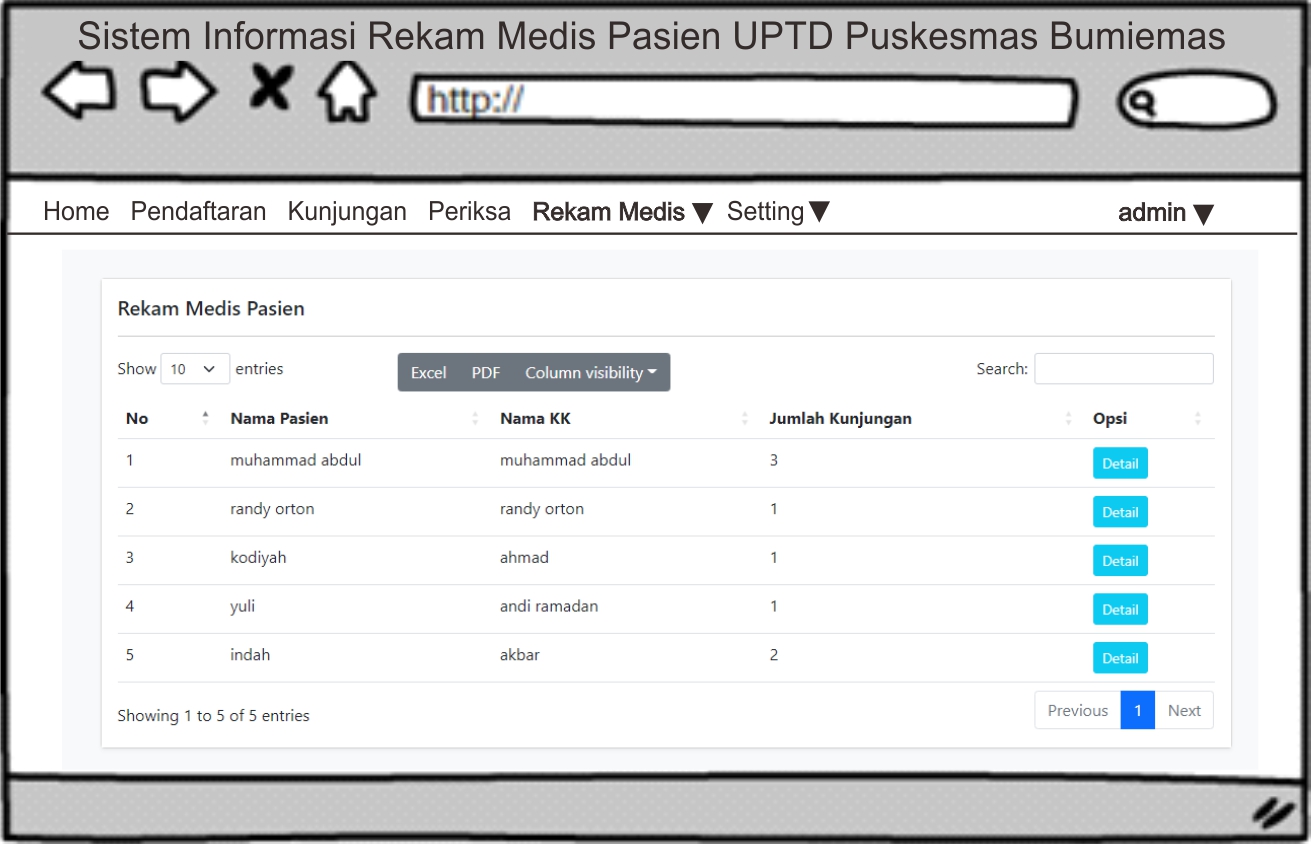 Sistem Informasi Rekam Medis Pasien UPTD Puskesmas Bumiemas
http://
Home Pendaftaran Kunjungan Periksa Rekam Medis ▼ Setting ▼ admin ▼
Rekam Medis Pasien
Show 10 entries Excel PDF Column visibility Search:
No Nama Pasien Nama KK Jumlah Kunjungan Opsi
1 muhammad abdul muhammad abdul 3 Detail
2 randy orton randy orton 1 Detail
3 kodiyah ahmad 1 Detail
4 yuli andi ramadan 1 Detail
5 indah akbar 2 Detail
Showing 1 to 5 of 5 entries Previous 1 Next